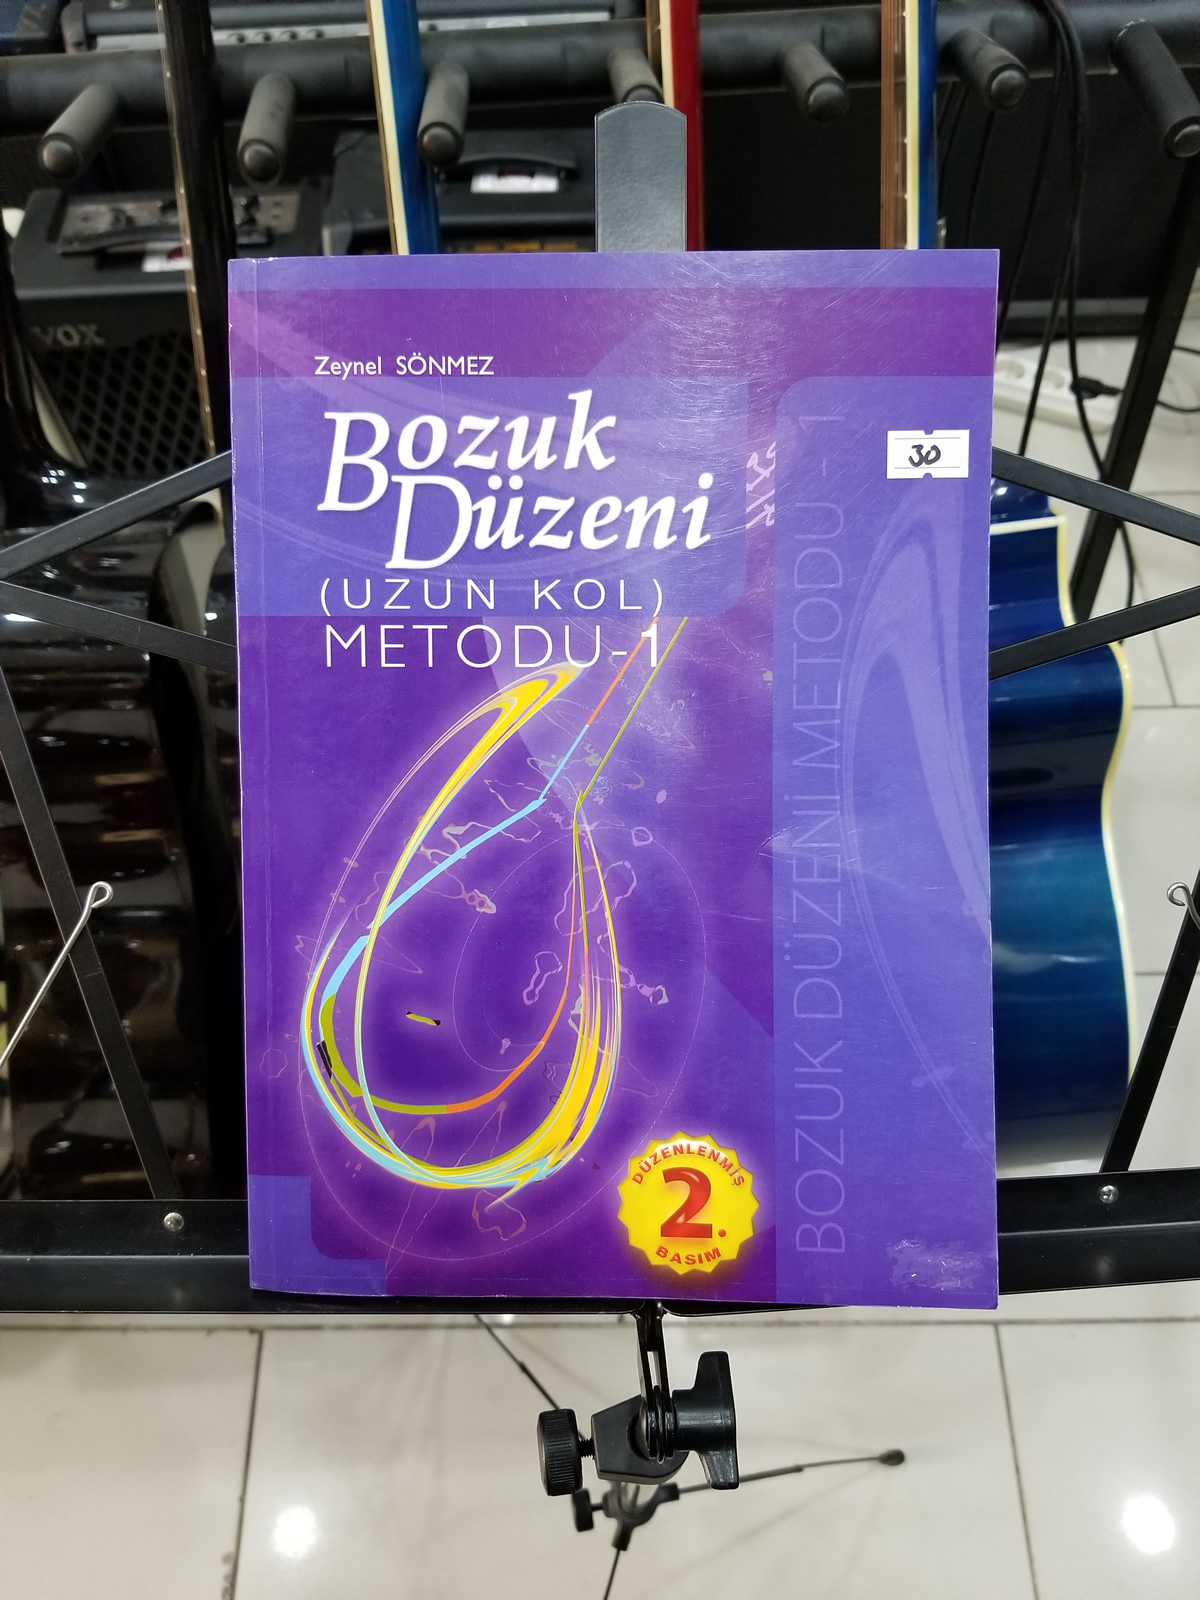 VOX
Zeynel SÖNMEZ
Bozuk
Düzeni
(UZUN KOL)
METODU-1
30
BOZUK DÜZENİ METODU - 1
DÜZENLENMİŞ
2.
BASIM